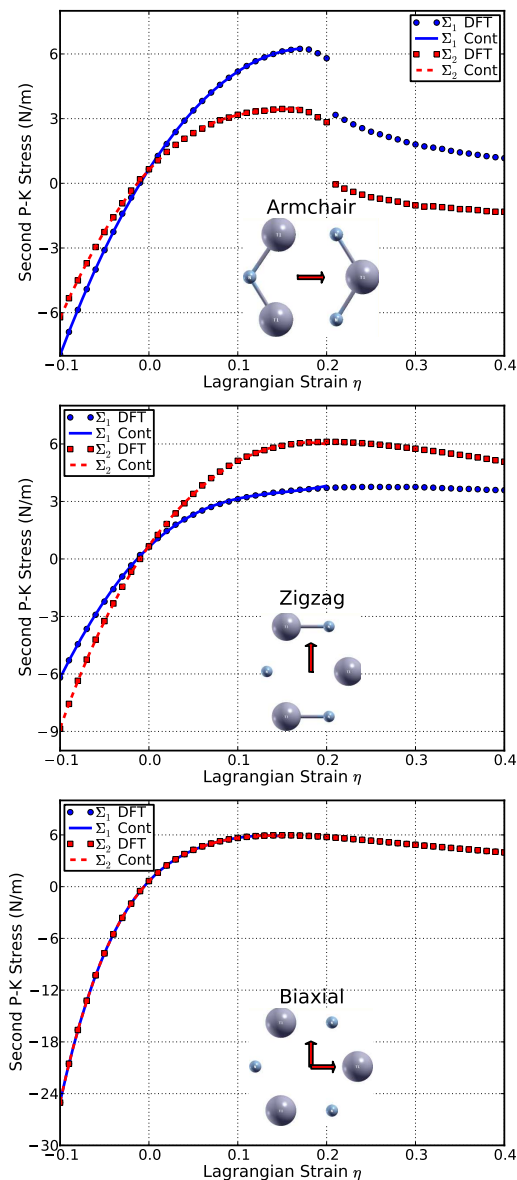 Second P-K Stress (N/m)
6
3
0
−3
−6
Σ1 DFT
Σ1 Cont
Σ2 DFT
Σ2 Cont
Armchair
−0.1 0.0 0.1 0.2 0.3 0.4
Lagrangian Strain η
Second P-K Stress (N/m)
9
6
3
0
−3
−6
−9
Σ1 DFT
Σ1 Cont
Σ2 DFT
Σ2 Cont
Zigzag
−0.1 0.0 0.1 0.2 0.3 0.4
Lagrangian Strain η
Second P-K Stress (N/m)
6
0
−6
−12
−18
−24
−30
Σ1 DFT
Σ1 Cont
Σ2 DFT
Σ2 Cont
Biaxial
−0.1 0.0 0.1 0.2 0.3 0.4
Lagrangian Strain η